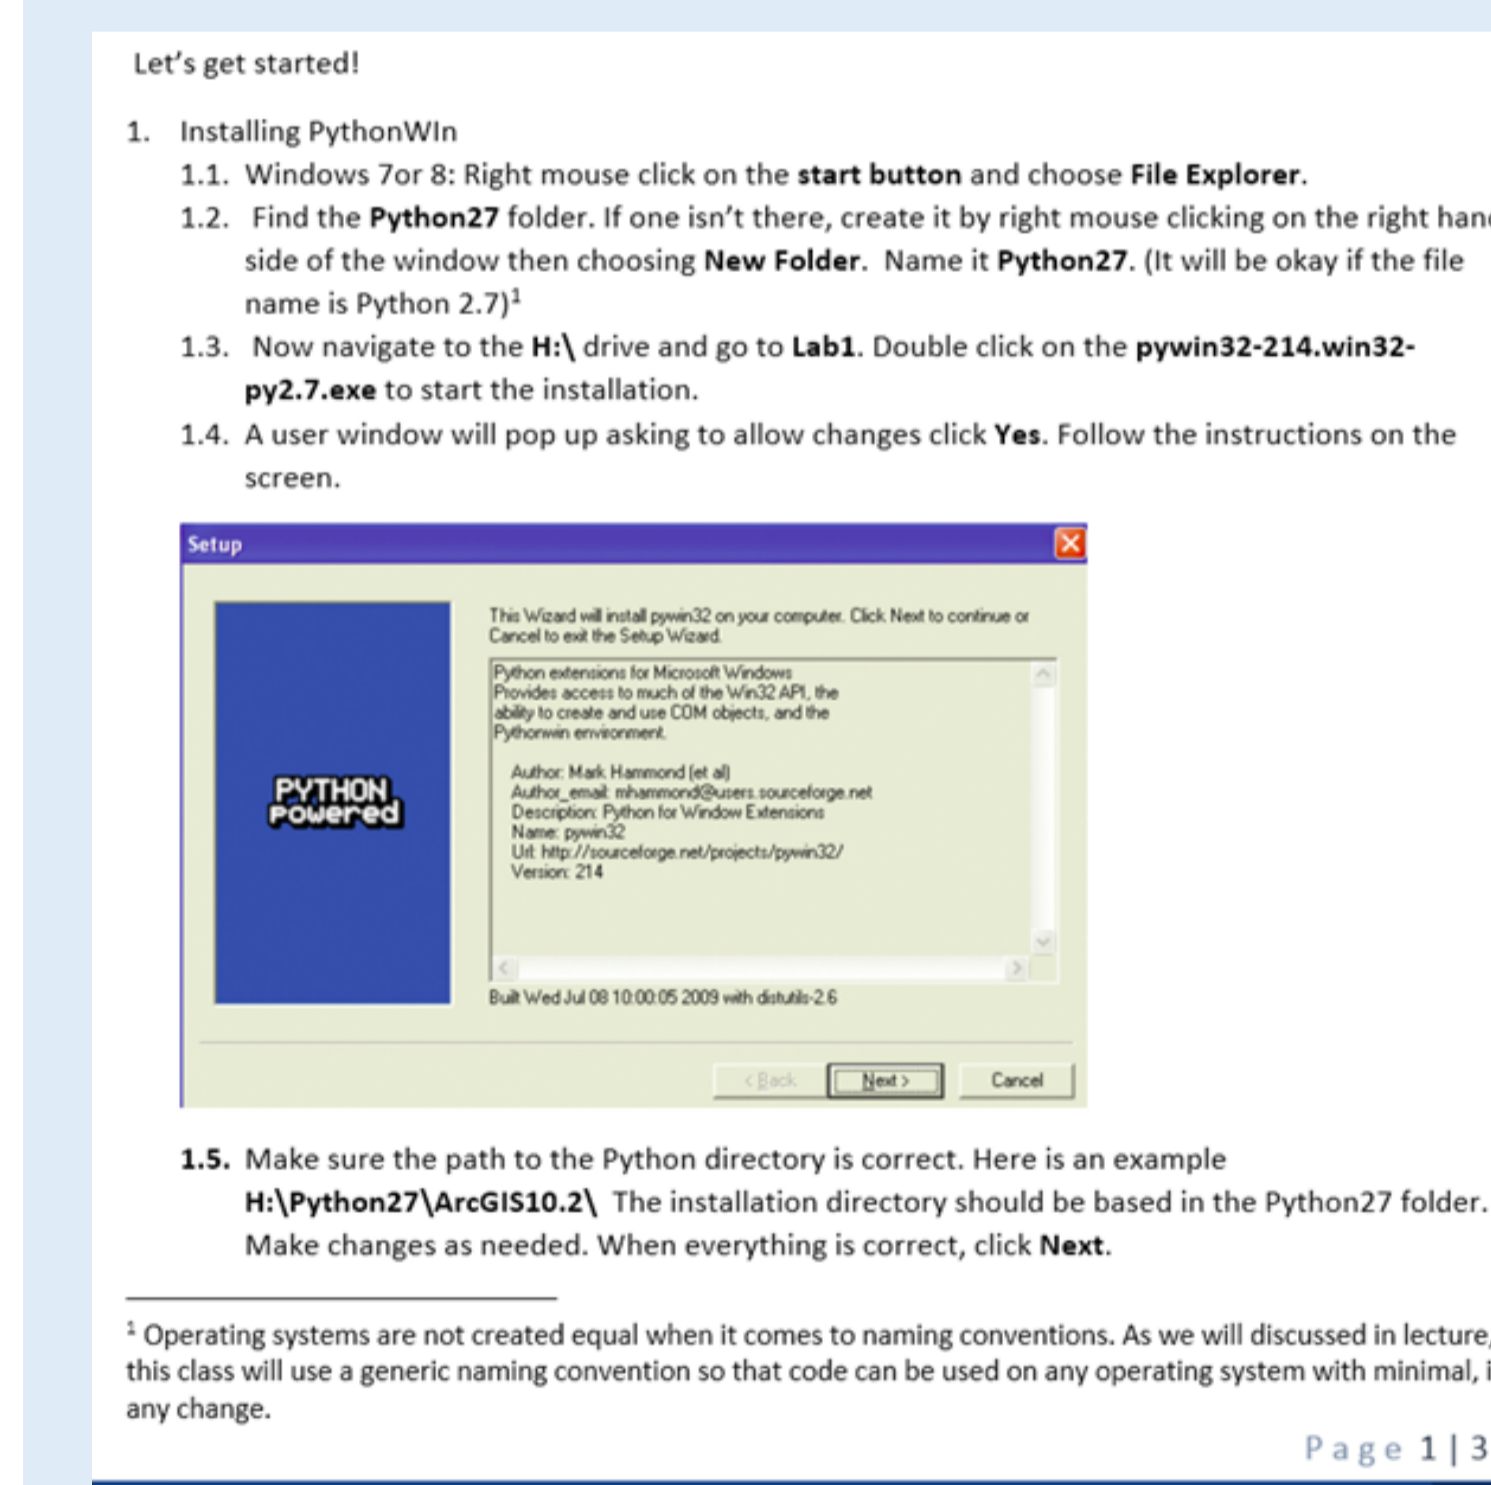 Let's get started!
1. Installing PythonWIn
1.1. Windows 7or 8: Right mouse click on the start button and choose File Explorer.
1.2. Find the Python27 folder. If one isn't there, create it by right mouse clicking on the right hand
side of the window then choosing New Folder. Name it Python27. (It will be okay if the file
name is Python 2.7)¹
1.3. Now navigate to the H:\ drive and go to Lab1. Double click on the pywin32-214.win32-
py2.7.exe to start the installation.
1.4. A user window will pop up asking to allow changes click Yes. Follow the instructions on the
screen.
Setup
PYTHON
Powered
This Wizard will install pywin32 on your computer. Click Next to continue or
Cancel to exit the Setup Wizard.
Python extensions for Microsoft Windows
Provides access to much of the Win32 API, the
ability to create and use COM objects, and the
Pythonwin environment.
Author: Mark Hammond (et al)
Author_email: mhammond@users.sourceforge.net
Description: Python for Window Extensions
Name: pywin32
Url: http://sourceforge.net/projects/pywin32/
Version: 214
Built Wed Jul 08 10:00:05 2009 with distutils-2.6
< Back Next > Cancel
1.5. Make sure the path to the Python directory is correct. Here is an example
H:\Python27\ArcGIS10.2\ The installation directory should be based in the Python27 folder.
Make changes as needed. When everything is correct, click Next.
¹ Operating systems are not created equal when it comes to naming conventions. As we will discussed in lecture,
this class will use a generic naming convention so that code can be used on any operating system with minimal,
any change.
Page 1 | 3